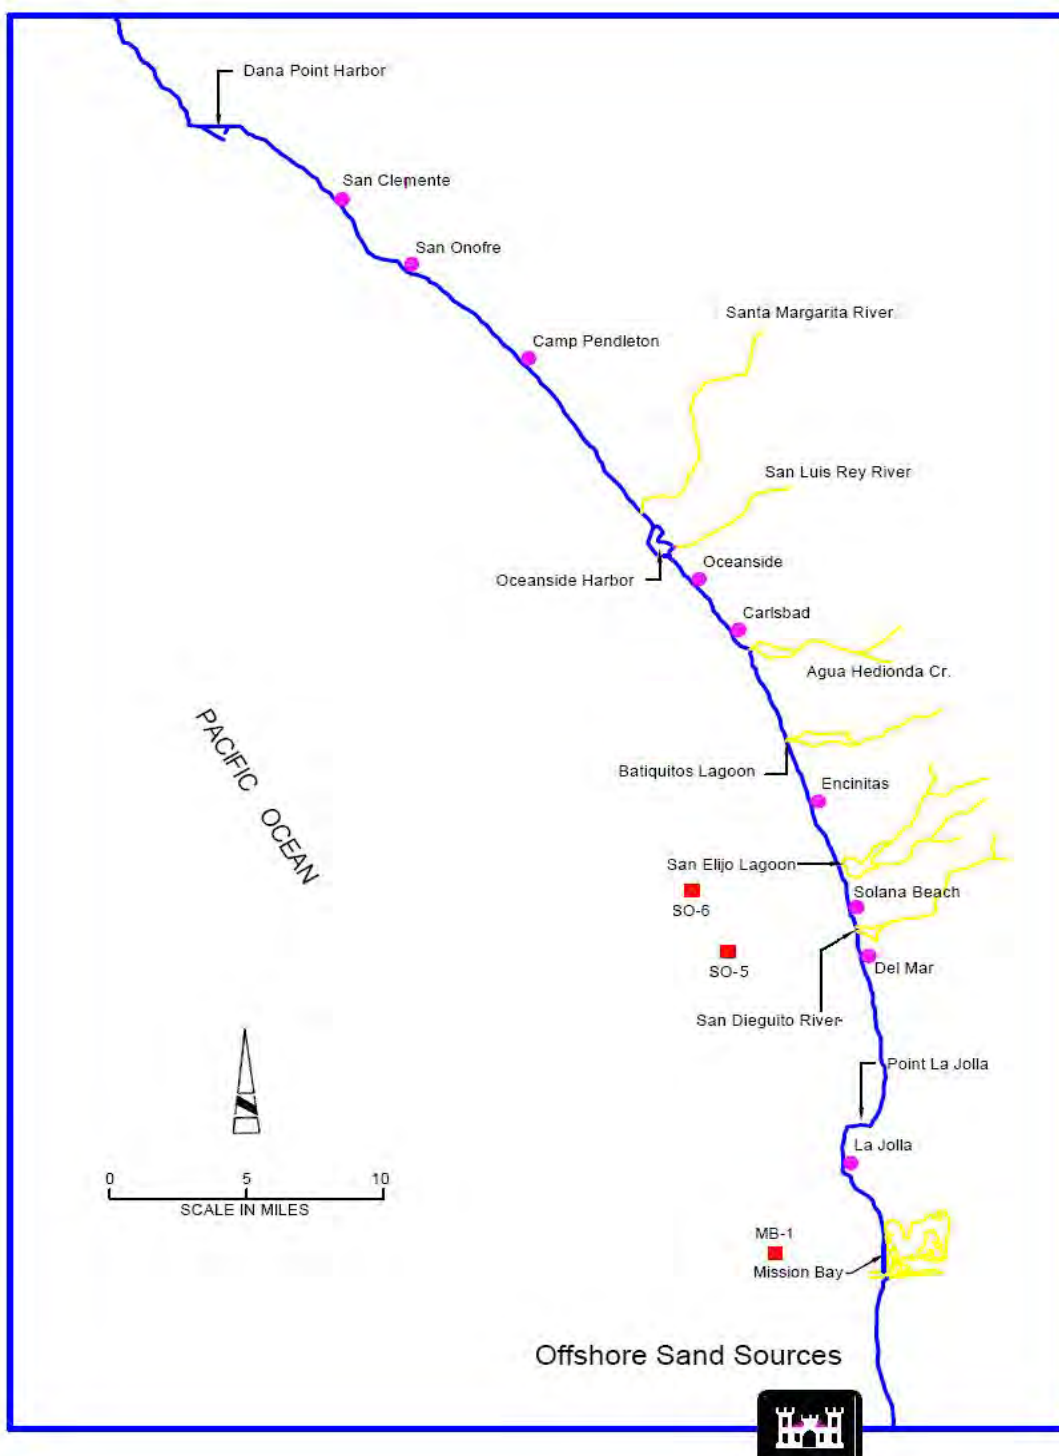 Dana Point Harbor
San Clemente
San Onofre
Santa Margarita River
Camp Pendleton
San Luis Rey River
Oceanside
Oceanside Harbor
Carlsbad
Agua Hedionda Cr.
PACIFIC OCEAN
Batiquitos Lagoon
Encinitas
San Elijo Lagoon
Solana Beach
SO-6
Del Mar
SO-5
San Dieguito River
Point La Jolla
La Jolla
0 5 10
SCALE IN MILES
MB-1
Mission Bay
Offshore Sand Sources